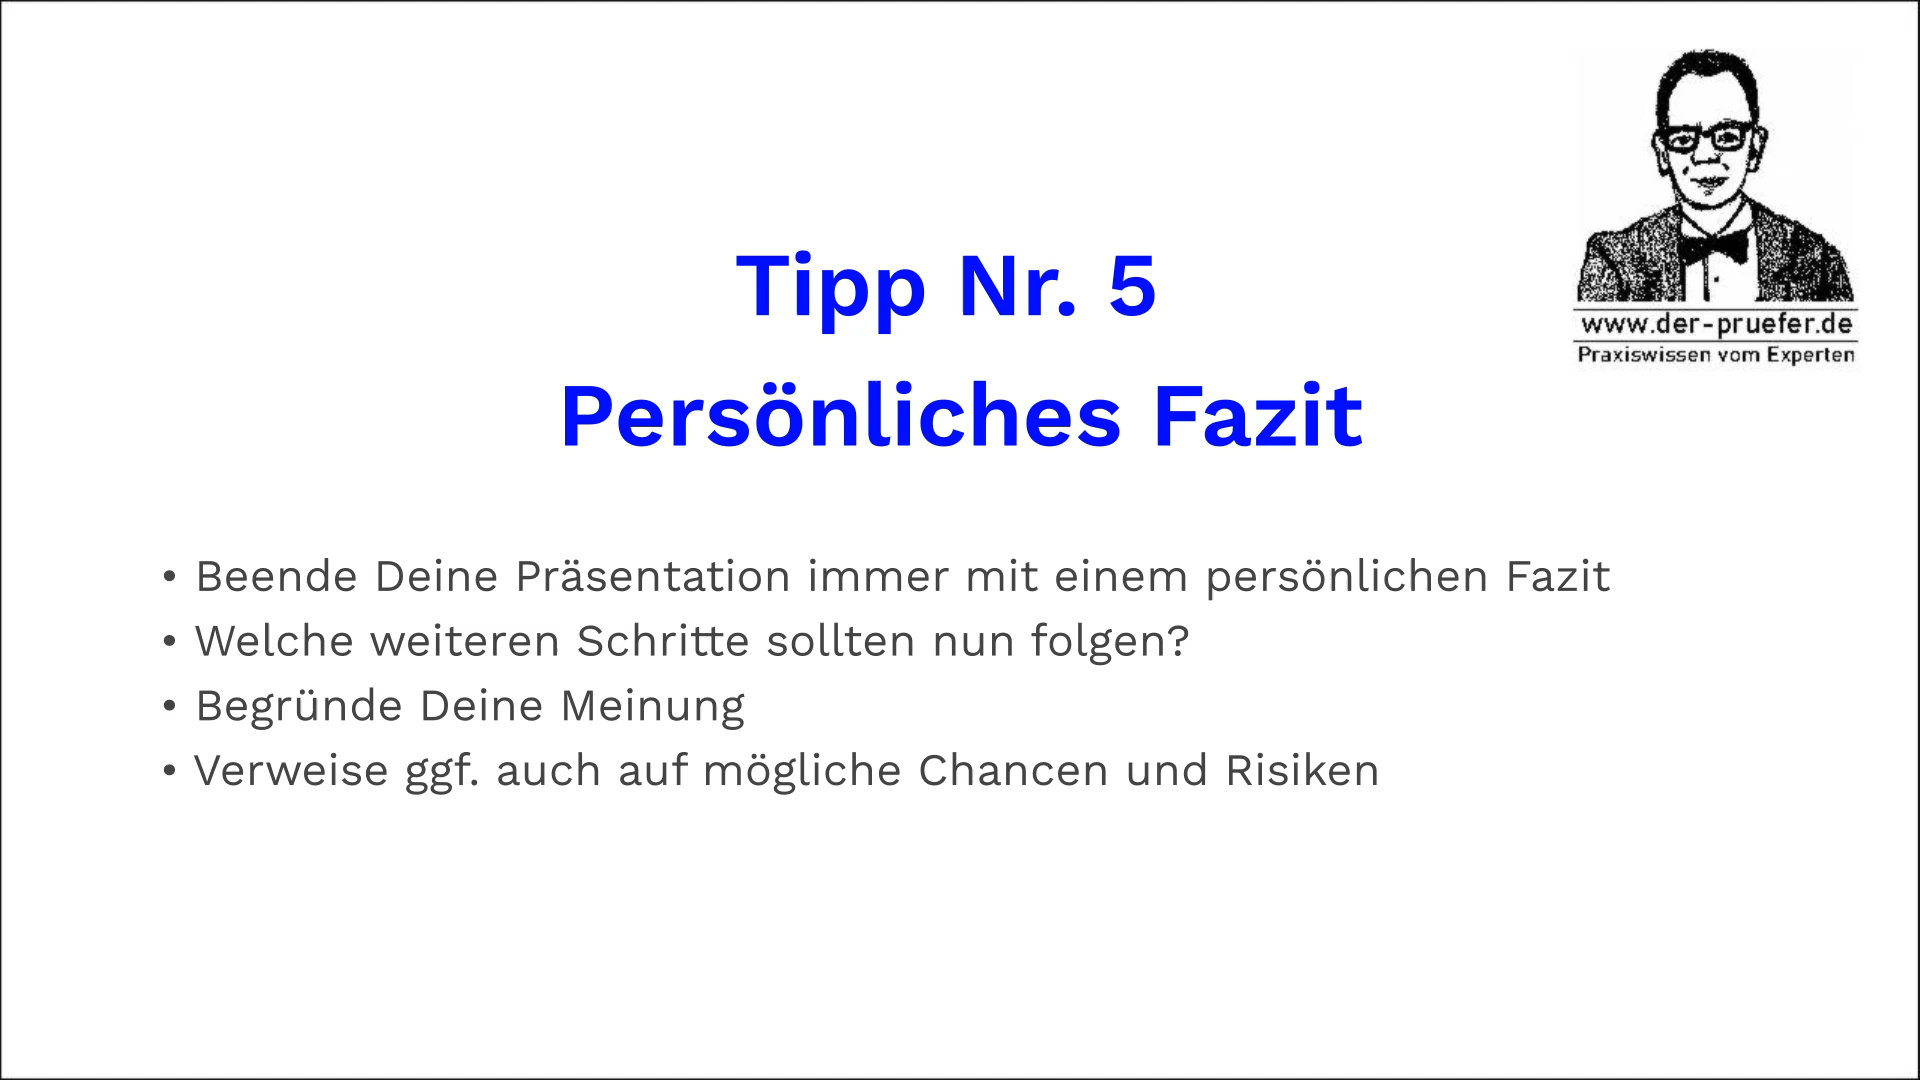 www.der-pruefer.de
Praxiswissen vom Experten
Tipp Nr. 5
Persönliches Fazit
• Beende Deine Präsentation immer mit einem persönlichen Fazit
• Welche weiteren Schritte sollten nun folgen?
• Begründe Deine Meinung
• Verweise ggf. auch auf mögliche Chancen und Risiken